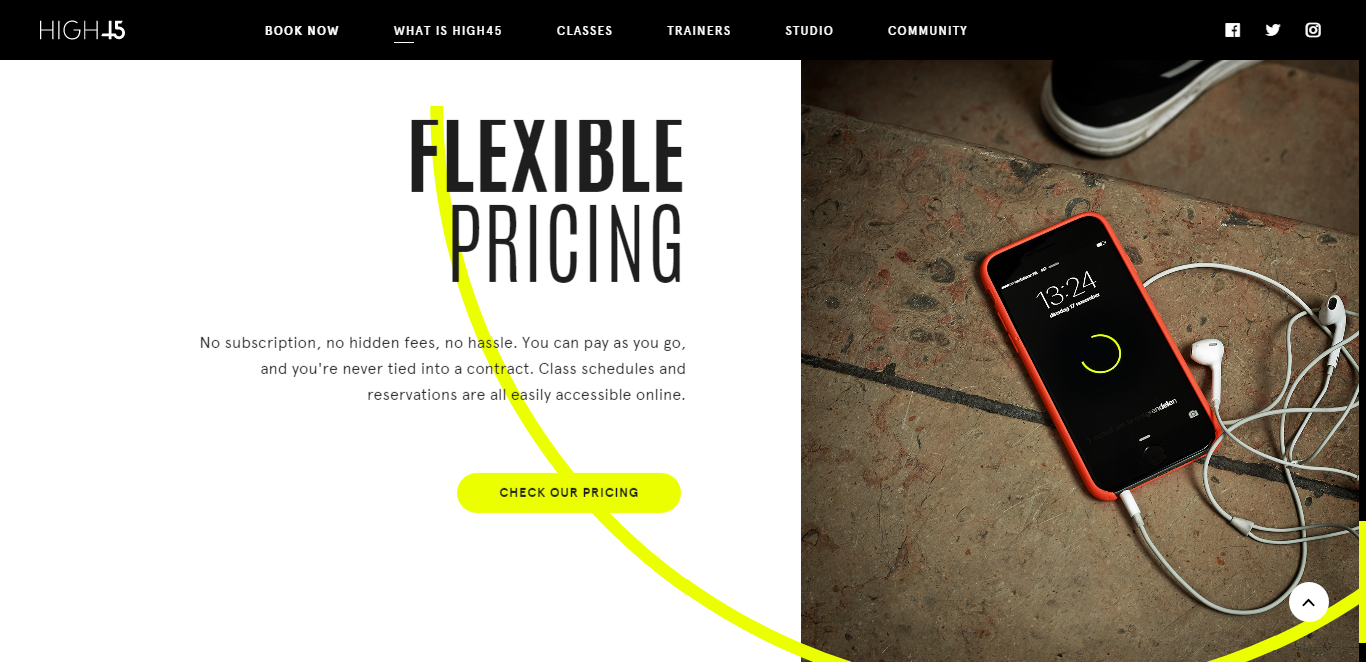 HIGH45
BOOK NOW
WHAT IS HIGH45
CLASSES
TRAINERS
STUDIO
COMMUNITY
FLEXIBLE
PRICING
No subscription, no hidden fees, no hassle. You can pay as you go,
and you're never tied into a contract. Class schedules and
reservations are all easily accessible online.
CHECK OUR PRICING
13:24
dinsdag 17 november